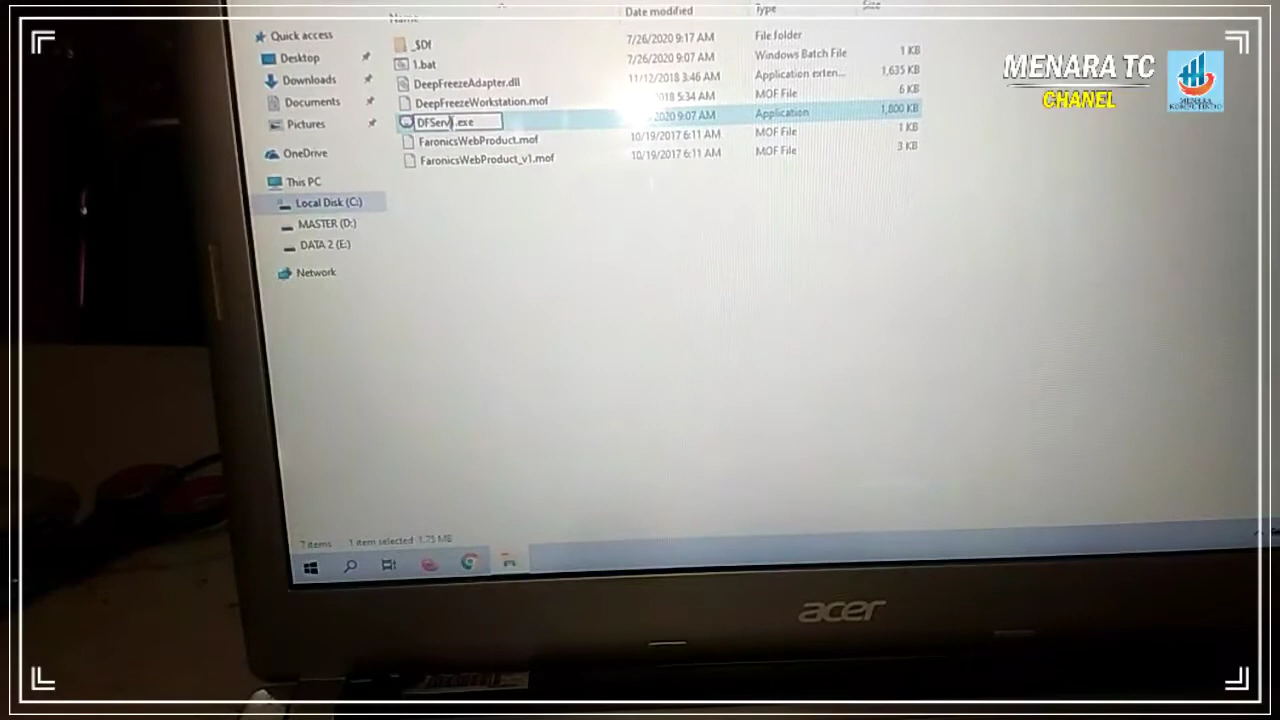 Name
Date modified
Type
Size
Quick access
Desktop
Downloads
Documents
Pictures
OneDrive
This PC
Local Disk (C:)
MASTER (D:)
DATA 2 (E:)
Network
_$Df
7/26/2020 9:17 AM
File folder
1.bat
7/26/2020 9:07 AM
Windows Batch File
1 KB
DeepFreezeAdapter.dll
11/12/2018 3:46 AM
Application exten...
1,635 KB
DeepFreezeWorkstation.mof
2018 5:34 AM
MOF File
6 KB
.exe
2020 9:07 AM
Application
1,800 KB
FaronicsWebProduct.mof
10/19/2017 6:11 AM
MOF File
1 KB
FaronicsWebProduct_v1.mof
10/19/2017 6:11 AM
MOF File
3 KB
7 items
1 item selected 1.75 MB
MENARA TC
CHANEL
MENARA
acer